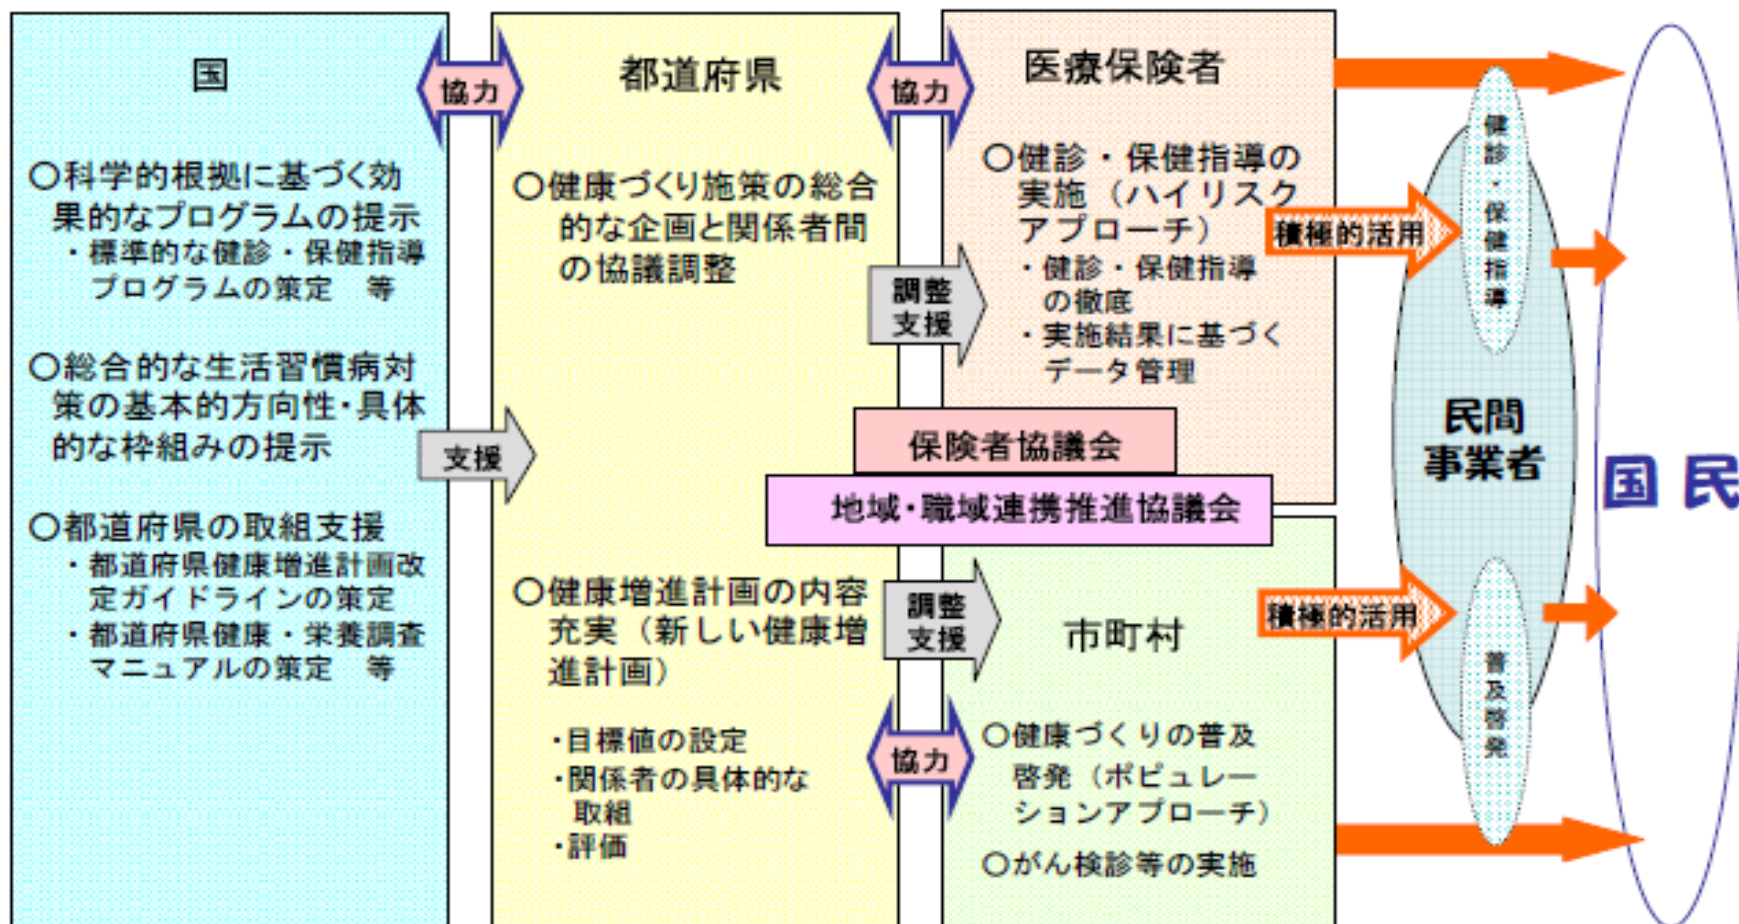 国
○科学的根拠に基づく効
果的なプログラムの提示
・標準的な健診・保健指導
プログラムの策定　等
○総合的な生活習慣病対
策の基本的方向性・具体
的な枠組みの提示
○都道府県の取組支援
・都道府県健康増進計画改
定ガイドラインの策定
・都道府県健康・栄養調査
マニュアルの策定　等
協力
支援
都道府県
○健康づくり施策の総合
的な企画と関係者間
の協議調整
○健康増進計画の内容
充実（新しい健康増
進計画）
・目標値の設定
・関係者の具体的な
取組
・評価
協力
調整
支援
保険者協議会
地域・職域連携推進協議会
調整
支援
協力
医療保険者
○健診・保健指導の
実施（ハイリスク
アプローチ）
・健診・保健指導
の徹底
・実施結果に基づく
データ管理
市町村
○健康づくりの普及
啓発（ポピュレー
ションアプローチ）
○がん検診等の実施
積極的活用
積極的活用
健診・保健指導
民間
事業者
普及啓発
国民